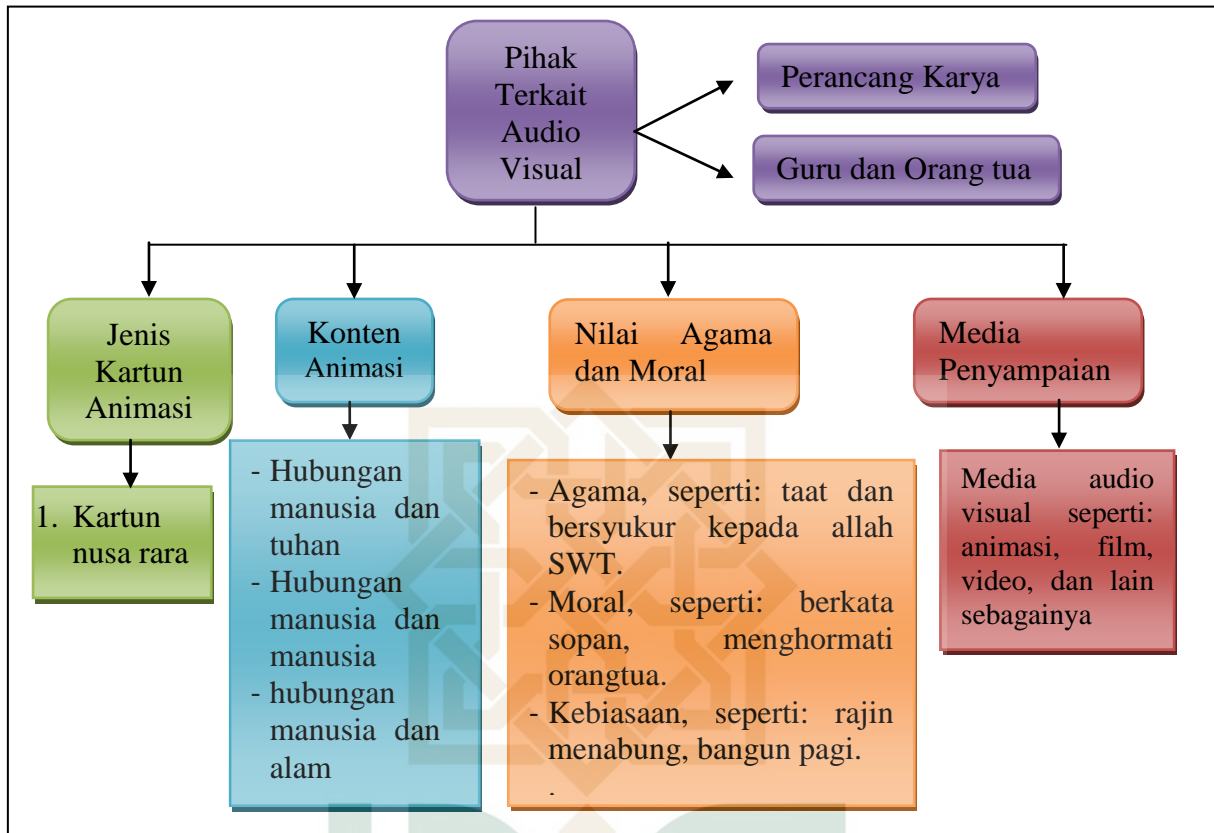 Pihak
Terkait
Audio
Visual
Perancang Karya
Guru dan Orang tua
Jenis
Kartun
Animasi
Konten
Animasi
Nilai Agama
dan Moral
Media
Penyampaian
1. Kartun
nusa rara
- Hubungan
manusia dan
tuhan
- Hubungan
manusia dan
manusia
- hubungan
manusia dan
alam
- Agama, seperti: taat dan
bersyukur kepada allah
SWT.
- Moral, seperti: berkata
sopan, menghormati
orangtua.
- Kebiasaan, seperti: rajin
menabung, bangun pagi.
.
Media audio
visual seperti:
animasi, film,
video, dan lain
sebagainya